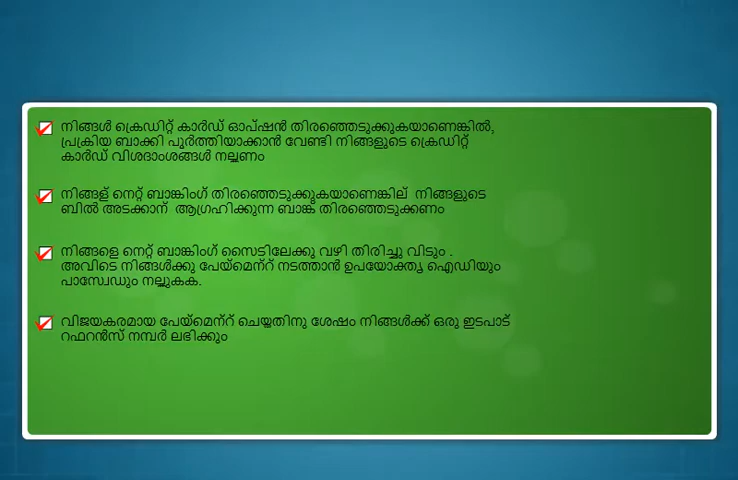 നിങ്ങൾ ക്രെഡിറ്റ് കാർഡ് ഓപ്ഷൻ തിരഞ്ഞെടുക്കുകയാണെങ്കിൽ,
പ്രക്രിയ ബാക്കി പൂർത്തിയാക്കാൻ വേണ്ടി നിങ്ങളുടെ ക്രെഡിറ്റ്
കാർഡ് വിശദാംശങ്ങൾ നല്കണം
നിങ്ങള് നെറ്റ് ബാങ്കിംഗ് തിരഞ്ഞെടുക്കുകയാണെങ്കില് നിങ്ങളുടെ
ബിൽ അടക്കാന് ആഗ്രഹിക്കുന്ന ബാങ്ക് തിരഞ്ഞെടുക്കണം
നിങ്ങളെ നെറ്റ് ബാങ്കിംഗ് സൈടിലേക്കു വഴി തിരിച്ചു വിടും .
അവിടെ നിങ്ങൾക്കു പേയ്മെന്റ് നടത്താൻ ഉപയോക്തൃ ഐഡിയും
പാസ്വേഡും നല്കുകക.
വിജയകരമായ പേയ്മെന്റ് ചെയ്യതിനു ശേഷം നിങ്ങൾക്ക് ഒരു ഇടപാട്
റഫറൻസ് നമ്പർ ലഭിക്കും